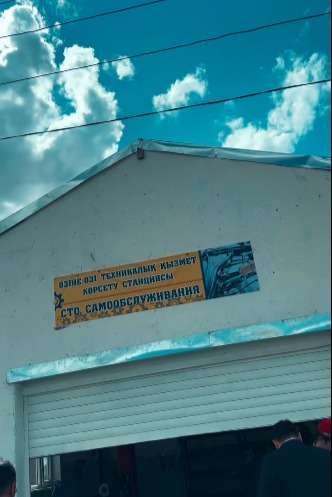 ӨЗІНЕ-ӨЗІ ТЕХНИКАЛЫҚ ҚЫЗМЕТ
КӨРСЕТУ СТАНЦИЯСЫ
СТО САМООБСЛУЖИВАНИЯ